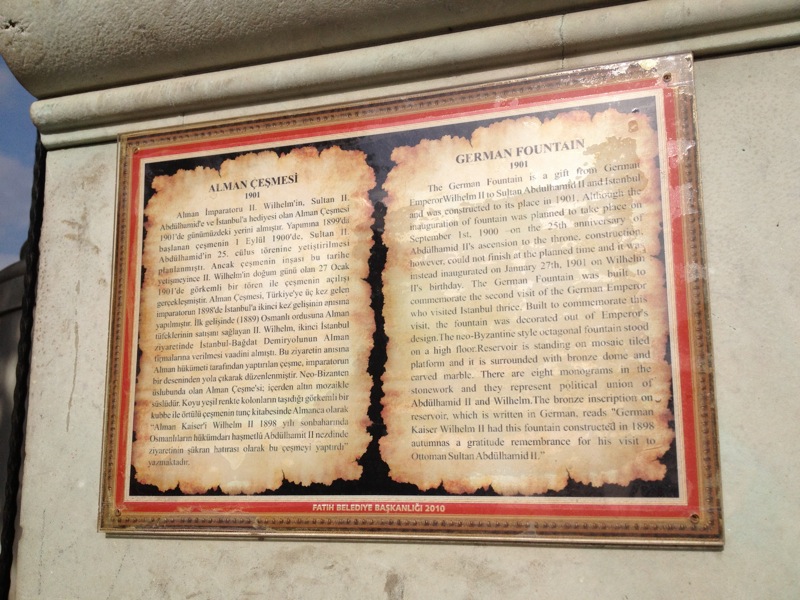 ALMAN ÇEŞMESİ
1901
Alman İmparatoru II. Wilhelm'in, Sultan II.
Abdülhamid'e ve İstanbul'a hediyesi olan Alman Çeşmesi
1901'de günümüzdeki yerini almıştır. Yapımına 1899'da
başlanan çeşmenin 1 Eylül 1900'de, Sultan II.
Abdülhamid'in 25. cülus törenine yetiştirilmesi
planlanmıştı. Ancak çeşmenin inşası bu tarihe
yetişmeyince II. Wilhelm'in doğum günü olan 27 Ocak
1901'de görkemli bir tören ile çeşmenin açılışı
gerçekleşmiştir. Alman Çeşmesi, Türkiye'ye üç kez gelen
imparatorun 1898'de İstanbul'a ikinci kez gelişinin anısına
yapılmıştır. İlk gelişinde (1889) Osmanlı ordusuna Alman
tüfeklerinin satışını sağlayan II. Wilhelm, ikinci İstanbul
ziyaretinde İstanbul-Bağdat Demiryolunun Alman
firmalarına verilmesi vaadini almıştı. Bu ziyaretin anısına
Alman hükümeti tarafından yaptırılan çeşme, imparatorun
bir deseninden yola çıkarak düzenlenmiştir. Neo-Bizanten
üslubunda olan Alman Çeşme'si; içerden altın mozaikle
süslüdür. Koyu yeşil renkte kolonların taşıdığı görkemli bir
kubbe ile örtülü çeşmenin tunç kitabesinde Almanca olarak
"Alman Kaiser'i Wilhelm II 1898 yılı sonbaharında
Osmanlıların hükümdarı haşmetlü Abdülhamit II nezdinde
ziyaretinin şükran hatırası olarak bu çeşmeyi yaptırdı"
yazmaktadır.
GERMAN FOUNTAIN
1901
The German Fountain is a gift from German
EmperorWilhelm II to Sultan Abdülhamid II and İstanbul
and was constructed to its place in 1901. Although the
inauguration of fountain was planned to take place on
September 1st, 1900 –on the 25th anniversary of
Abdülhamid II's ascension to the throne, construction,
however, could not finish at the planned time and it was
instead inaugurated on January 27th, 1901 on Wilhelm
II's birthday. The German Fountain was built to
commemorate the second visit of the German Emperor
who visited Istanbul thrice. Built to commemorate this
visit, the fountain was decorated out of Emperor's
design.The neo-Byzantine style octagonal fountain stood
on a high floor.Reservoir is standing on mosaic tiled
platform and it is surrounded with bronze dome and
carved marble. There are eight monograms in the
stonework and they represent political union of
Abdülhamid II and Wilhelm.The bronze inscription on
reservoir, which is written in German, reads "German
Kaiser Wilhelm II had this fountain constructed in 1898
autumnas a gratitude remembrance for his visit to
Ottoman Sultan Abdülhamid II."
FATİH BELEDİYE BAŞKANLIĞI 2010